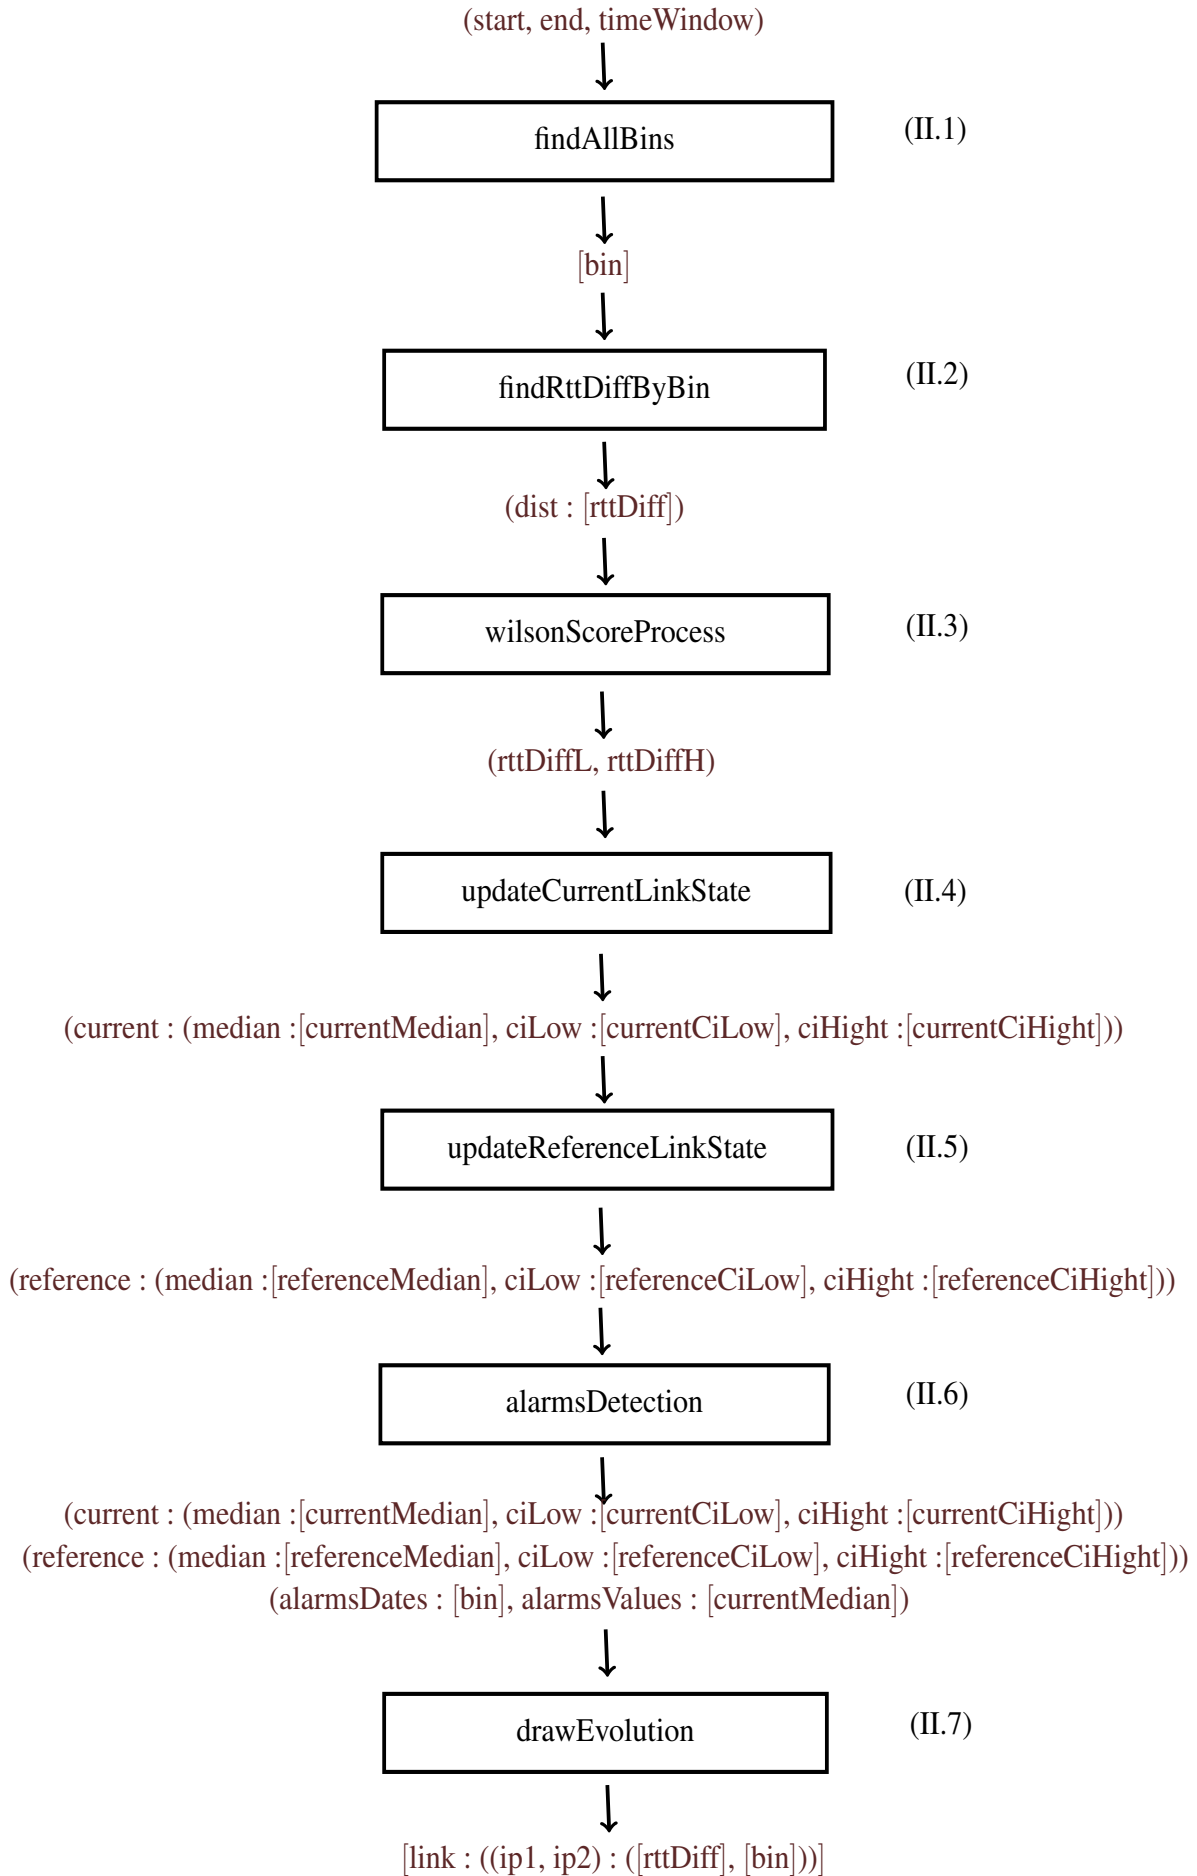 (start, end, timeWindow)
findAllBins (II.1)
[bin]
findRttDiffByBin (II.2)
(dist : [rttDiff])
wilsonScoreProcess (II.3)
(rttDiffL, rttDiffH)
updateCurrentLinkState (II.4)
(current : (median :[currentMedian], ciLow :[currentCiLow], ciHight :[currentCiHight]))
updateReferenceLinkState (II.5)
(reference : (median :[referenceMedian], ciLow :[referenceCiLow], ciHight :[referenceCiHight]))
alarmsDetection (II.6)
(current : (median :[currentMedian], ciLow :[currentCiLow], ciHight :[currentCiHight]))
(reference : (median :[referenceMedian], ciLow :[referenceCiLow], ciHight :[referenceCiHight]))
(alarmsDates : [bin], alarmsValues : [currentMedian])
drawEvolution (II.7)
[link : ((ip1, ip2) : ([rttDiff], [bin]))]